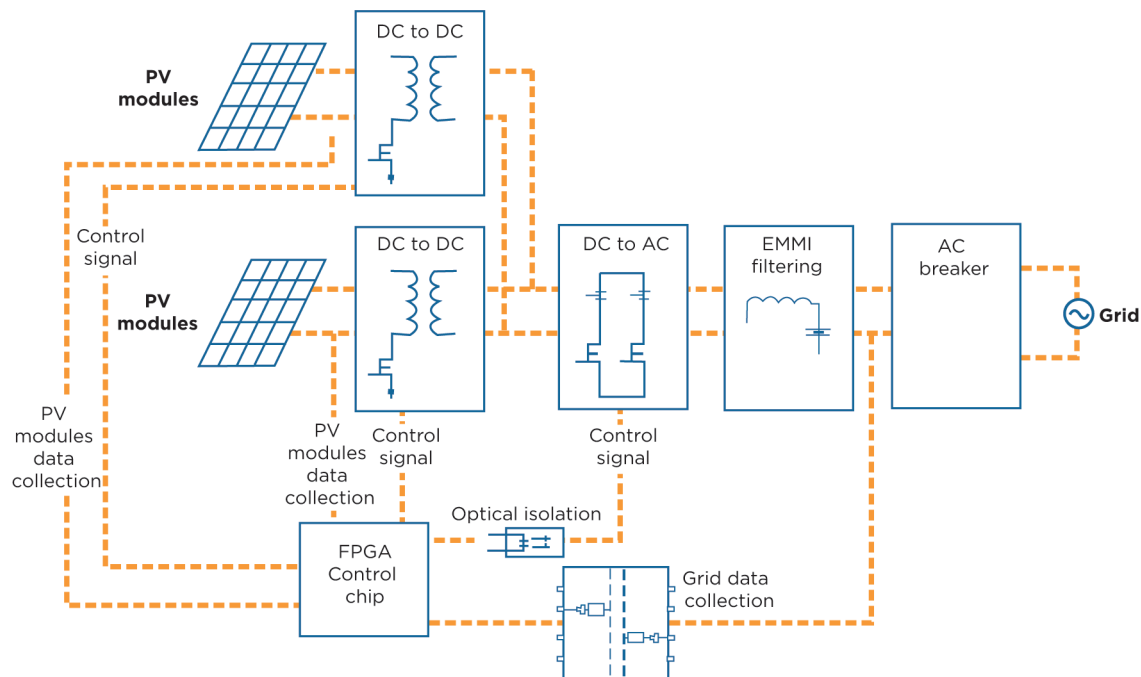 DC to DC
PV
modules
Control
signal
DC to DC
PV
modules
DC to AC
EMMI
filtering
AC
breaker
Grid
PV
modules
data
collection
PV
modules
data
collection
Control
signal
Control
signal
Optical isolation
FPGA
Control
chip
Grid data
collection